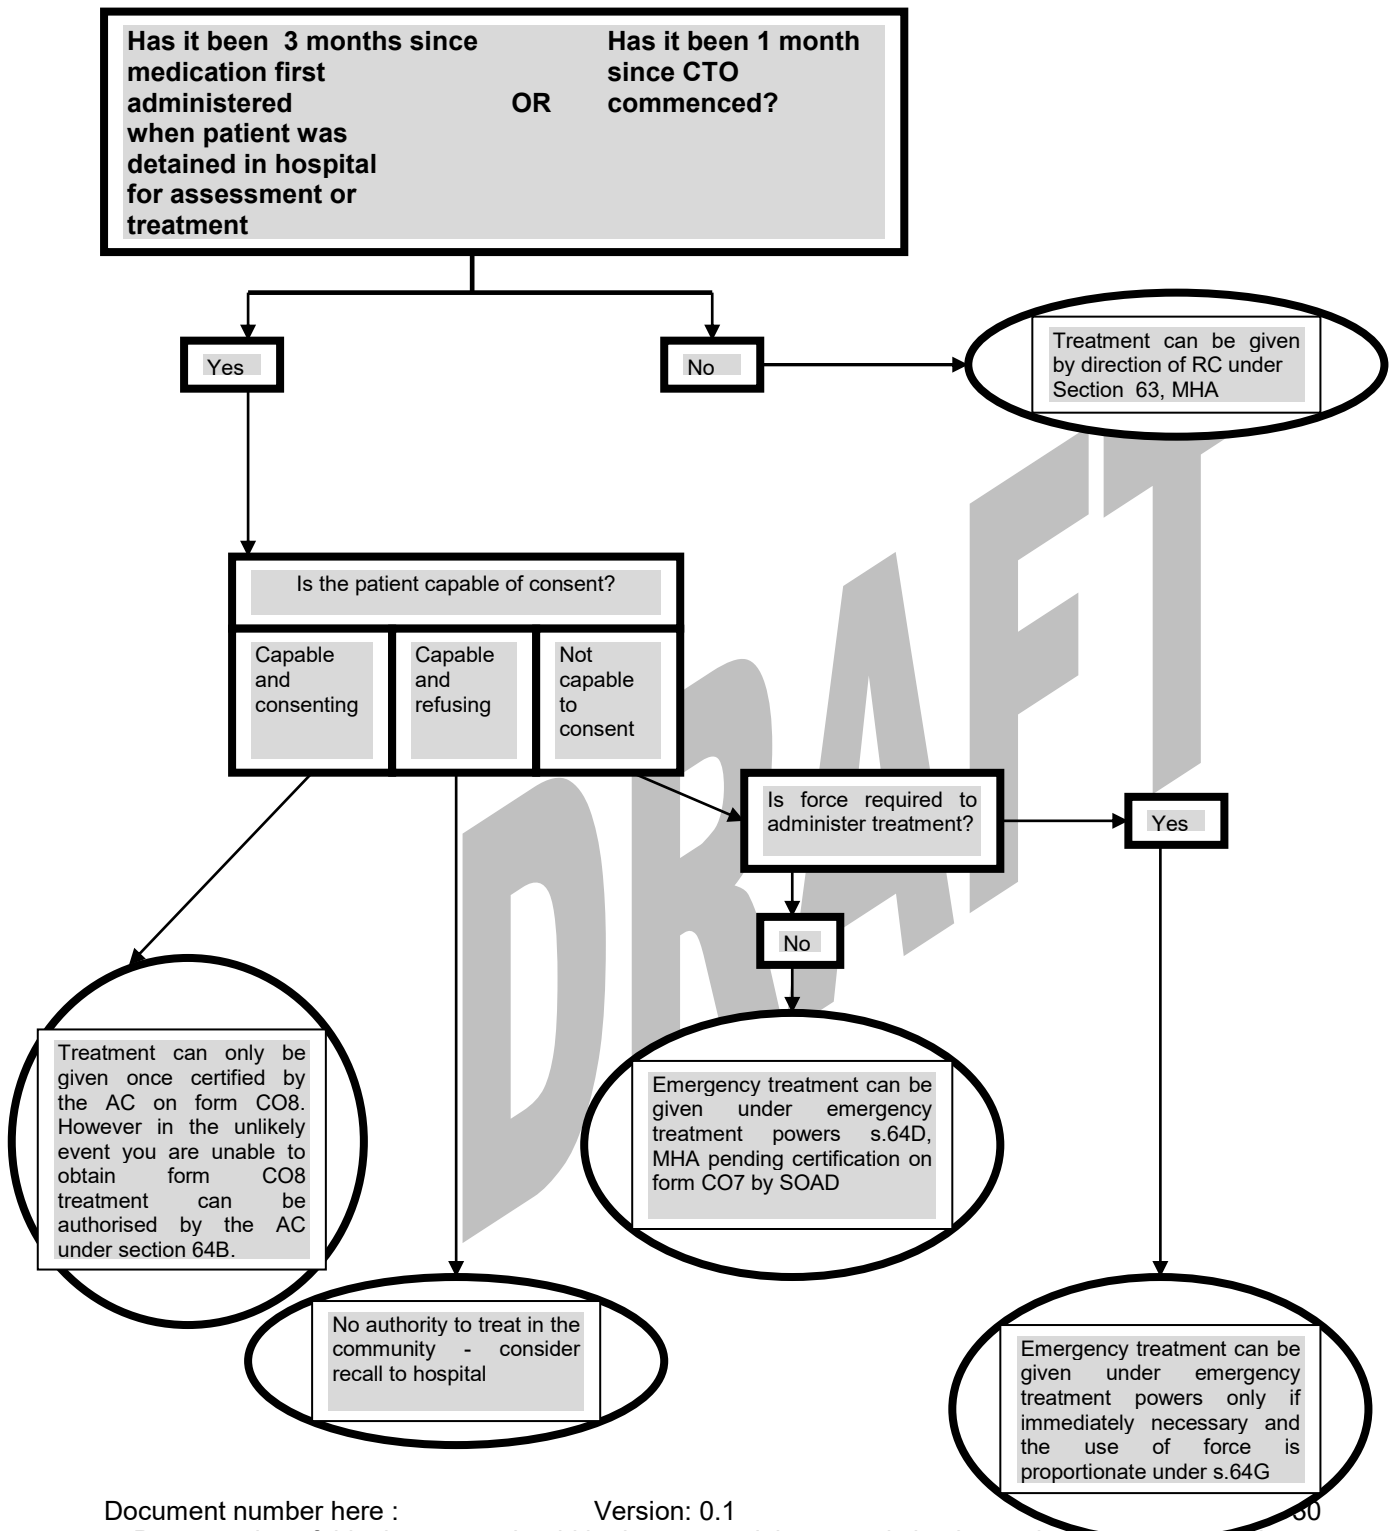 Has it been 3 months since
medication first
administered
when patient was
detained in hospital
for assessment or
treatment
OR
Has it been 1 month
since CTO
commenced?
Yes
No
Treatment can be given
by direction of RC under
Section 63, MHA
Is the patient capable of consent?
Capable
and
consenting
Capable
and
refusing
Not
capable
to
consent
Is force required to
administer treatment?
Yes
No
Treatment can only be
given once certified by
the AC on form CO8.
However in the unlikely
event you are unable to
obtain form CO8
treatment can be
authorised by the AC
under section 64B.
Emergency treatment can be
given under emergency
treatment powers s.64D,
MHA pending certification on
form CO7 by SOAD
No authority to treat in the
community - consider
recall to hospital
Emergency treatment can be
given under emergency
treatment powers only if
immediately necessary and
the use of force is
proportionate under s.64G
DRAFT
Document number here : Version: 0.1